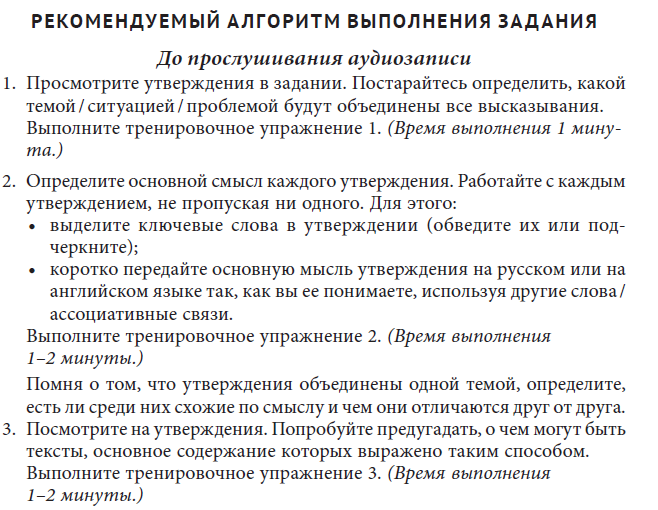 РЕКОМЕНДУЕМЫЙ АЛГОРИТМ ВЫПОЛНЕНИЯ ЗАДАНИЯ
До прослушивания аудиозаписи
1. Просмотрите утверждения в задании. Постарайтесь определить, какой
темой / ситуацией / проблемой будут объединены все высказывания.
Выполните тренировочное упражнение 1. (Время выполнения 1 мину-
та.)
2. Определите основной смысл каждого утверждения. Работайте с каждым
утверждением, не пропуская ни одного. Для этого:
• выделите ключевые слова в утверждении (обведите их или под-
черкните);
• коротко передайте основную мысль утверждения на русском или на
английском языке так, как вы ее понимаете, используя другие слова /
ассоциативные связи.
Выполните тренировочное упражнение 2. (Время выполнения
1–2 минуты.)
Помня о том, что утверждения объединены одной темой, определите,
есть ли среди них схожие по смыслу и чем они отличаются друг от друга.
3. Посмотрите на утверждения. Попробуйте предугадать, о чем могут быть
тексты, основное содержание которых выражено таким способом.
Выполните тренировочное упражнение 3. (Время выполнения
1–2 минуты.)